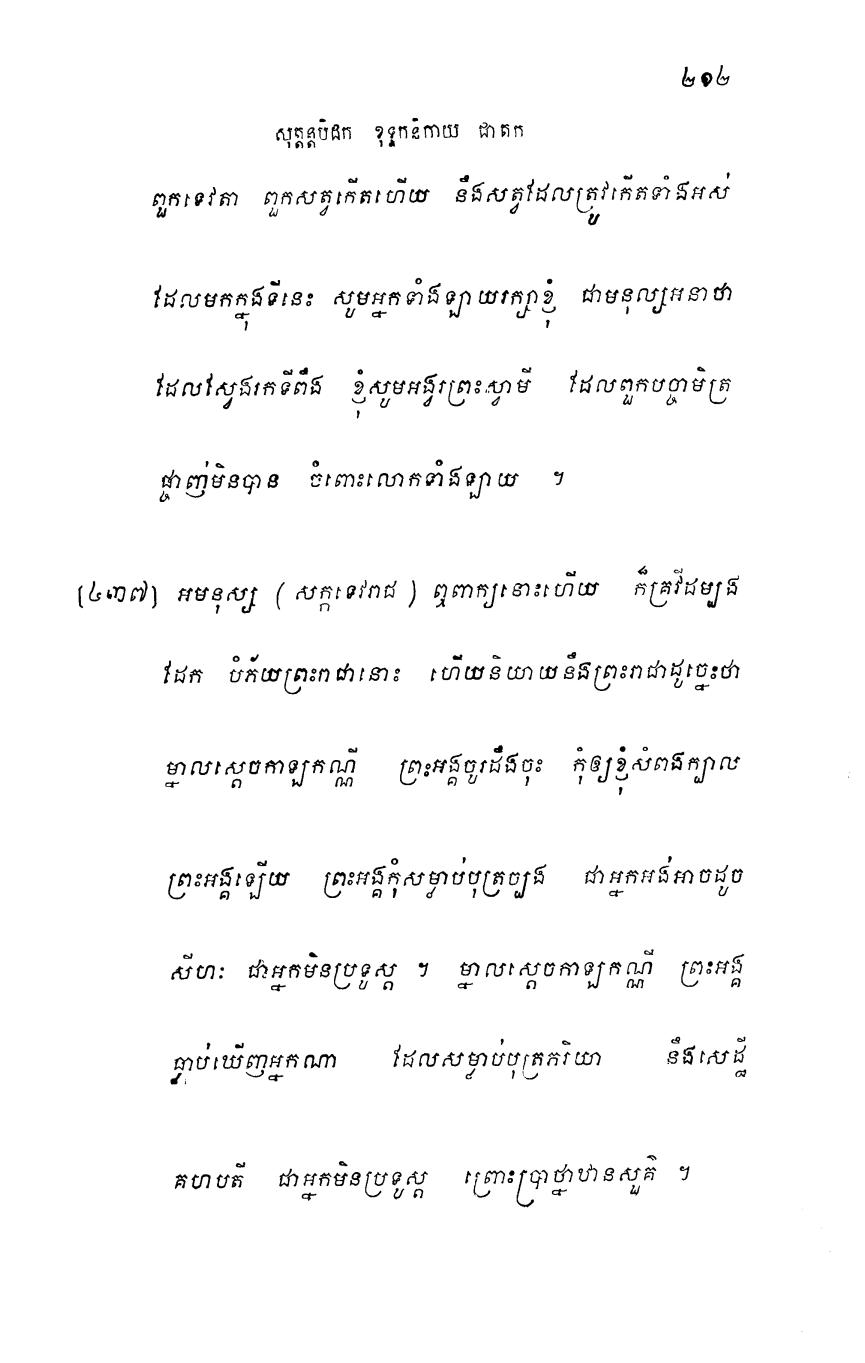 ២១២
សុត្តន្តបិដក ខុទ្ទកនិកាយ ជាតក
ពួកទេវតា ពួកសត្វកើតហើយ នឹងសត្វដែលត្រូវកើតទាំងអស់
ដែលមកក្នុងទីនេះ សូមអ្នកទាំងឡាយរក្សាខ្ញុំ ជាមនុស្សអនាថា
ដែលស្វែងរកទីពឹង ខ្ញុំសូមអង្វរព្រះស្វាមី ដែលពួកបច្ចាមិត្រ
ផ្ចាញ់មិនបាន ចំពោះលោកទាំងឡាយ ។
(៤៣៧) អមនុស្ស ( សក្កទេវរាជ ) ឮពាក្យនោះហើយ ក៏គ្រវីដម្បង
ដែក បំភ័យព្រះរាជានោះ ហើយនិយាយនឹងព្រះរាជាដូច្នេះថា
ម្នាលស្តេចកាឡកណ្ណី ព្រះអង្គចូរដឹងចុះ កុំឲ្យខ្ញុំសំពងក្បាល
ព្រះអង្គឡើយ ព្រះអង្គកុំសម្លាប់បុត្រច្បង ជាអ្នកអង់អាចដូច
សីហៈ ជាអ្នកមិនប្រទូស្ត ។ ម្នាលស្តេចកាឡកណ្ណី ព្រះអង្គ
ធ្លាប់ឃើញអ្នកណា ដែលសម្លាប់បុត្រភរិយា នឹងសេដ្ឋី
គហបតី ជាអ្នកមិនប្រទូស្ត ព្រោះប្រាថ្នាឋានសួគ៌ ។